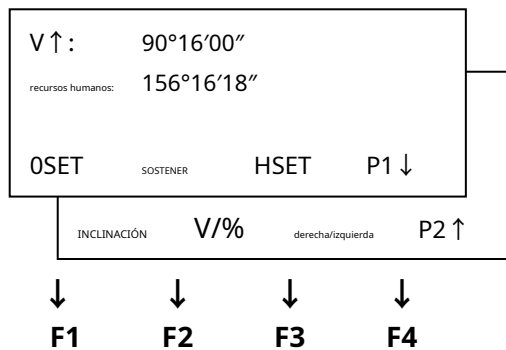 V↑: 90°16′00″
recursos humanos: 156°16′18″
0SET SOSTENER HSET P1↓
INCLINACIÓN V/% derecha/izquierda P2↑
↓ ↓ ↓ ↓
F1 F2 F3 F4